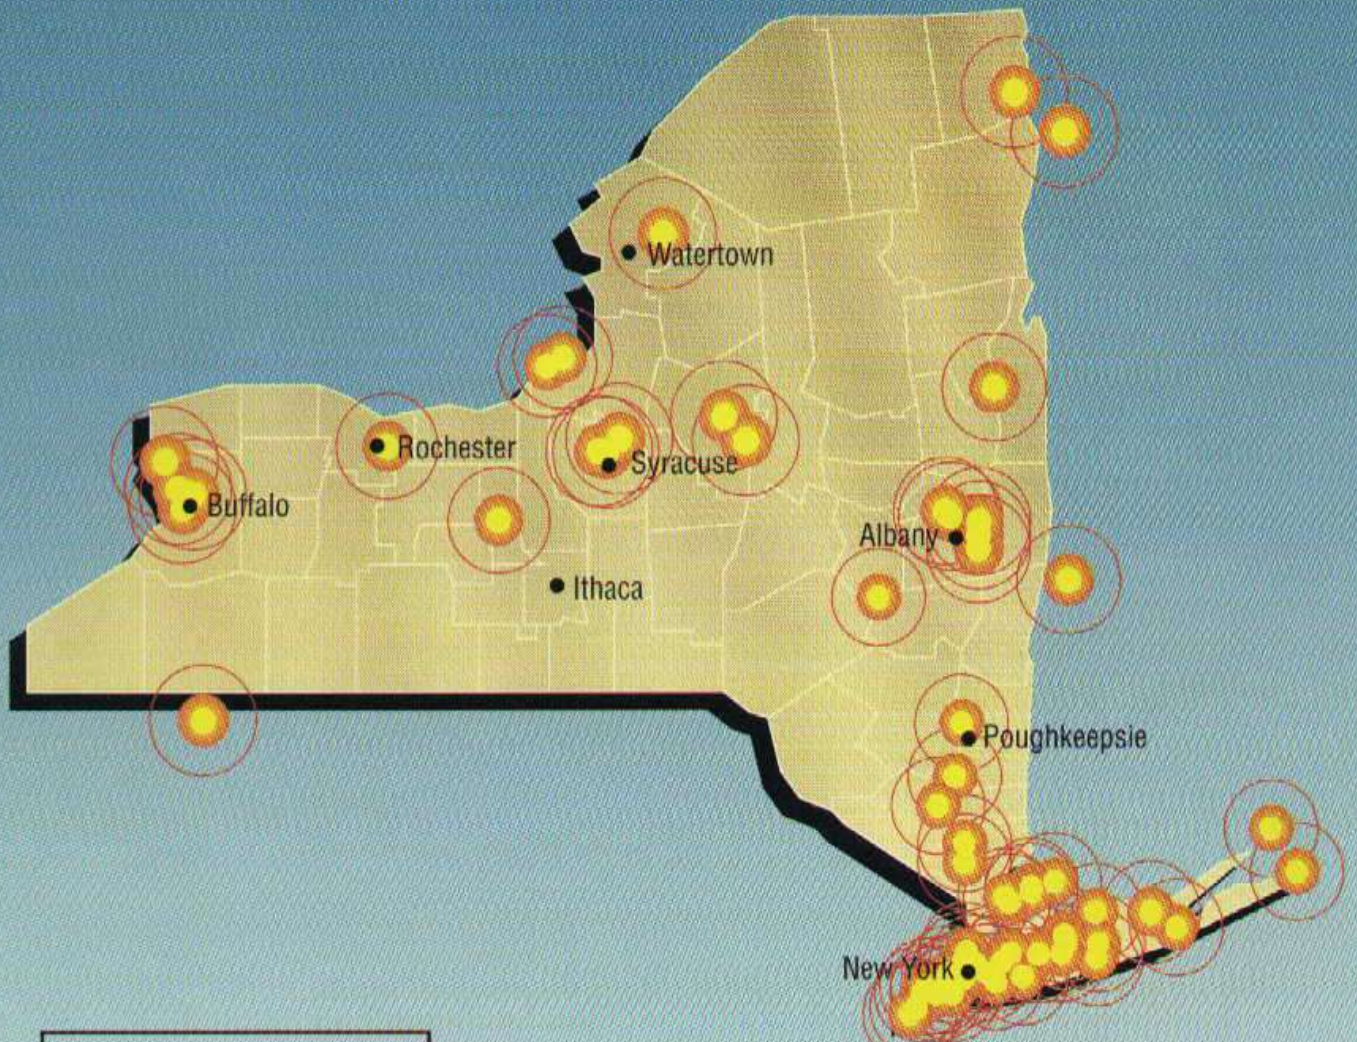 Watertown
Rochester
Syracuse
Buffalo
Albany
Ithaca
Poughkeepsie
New York